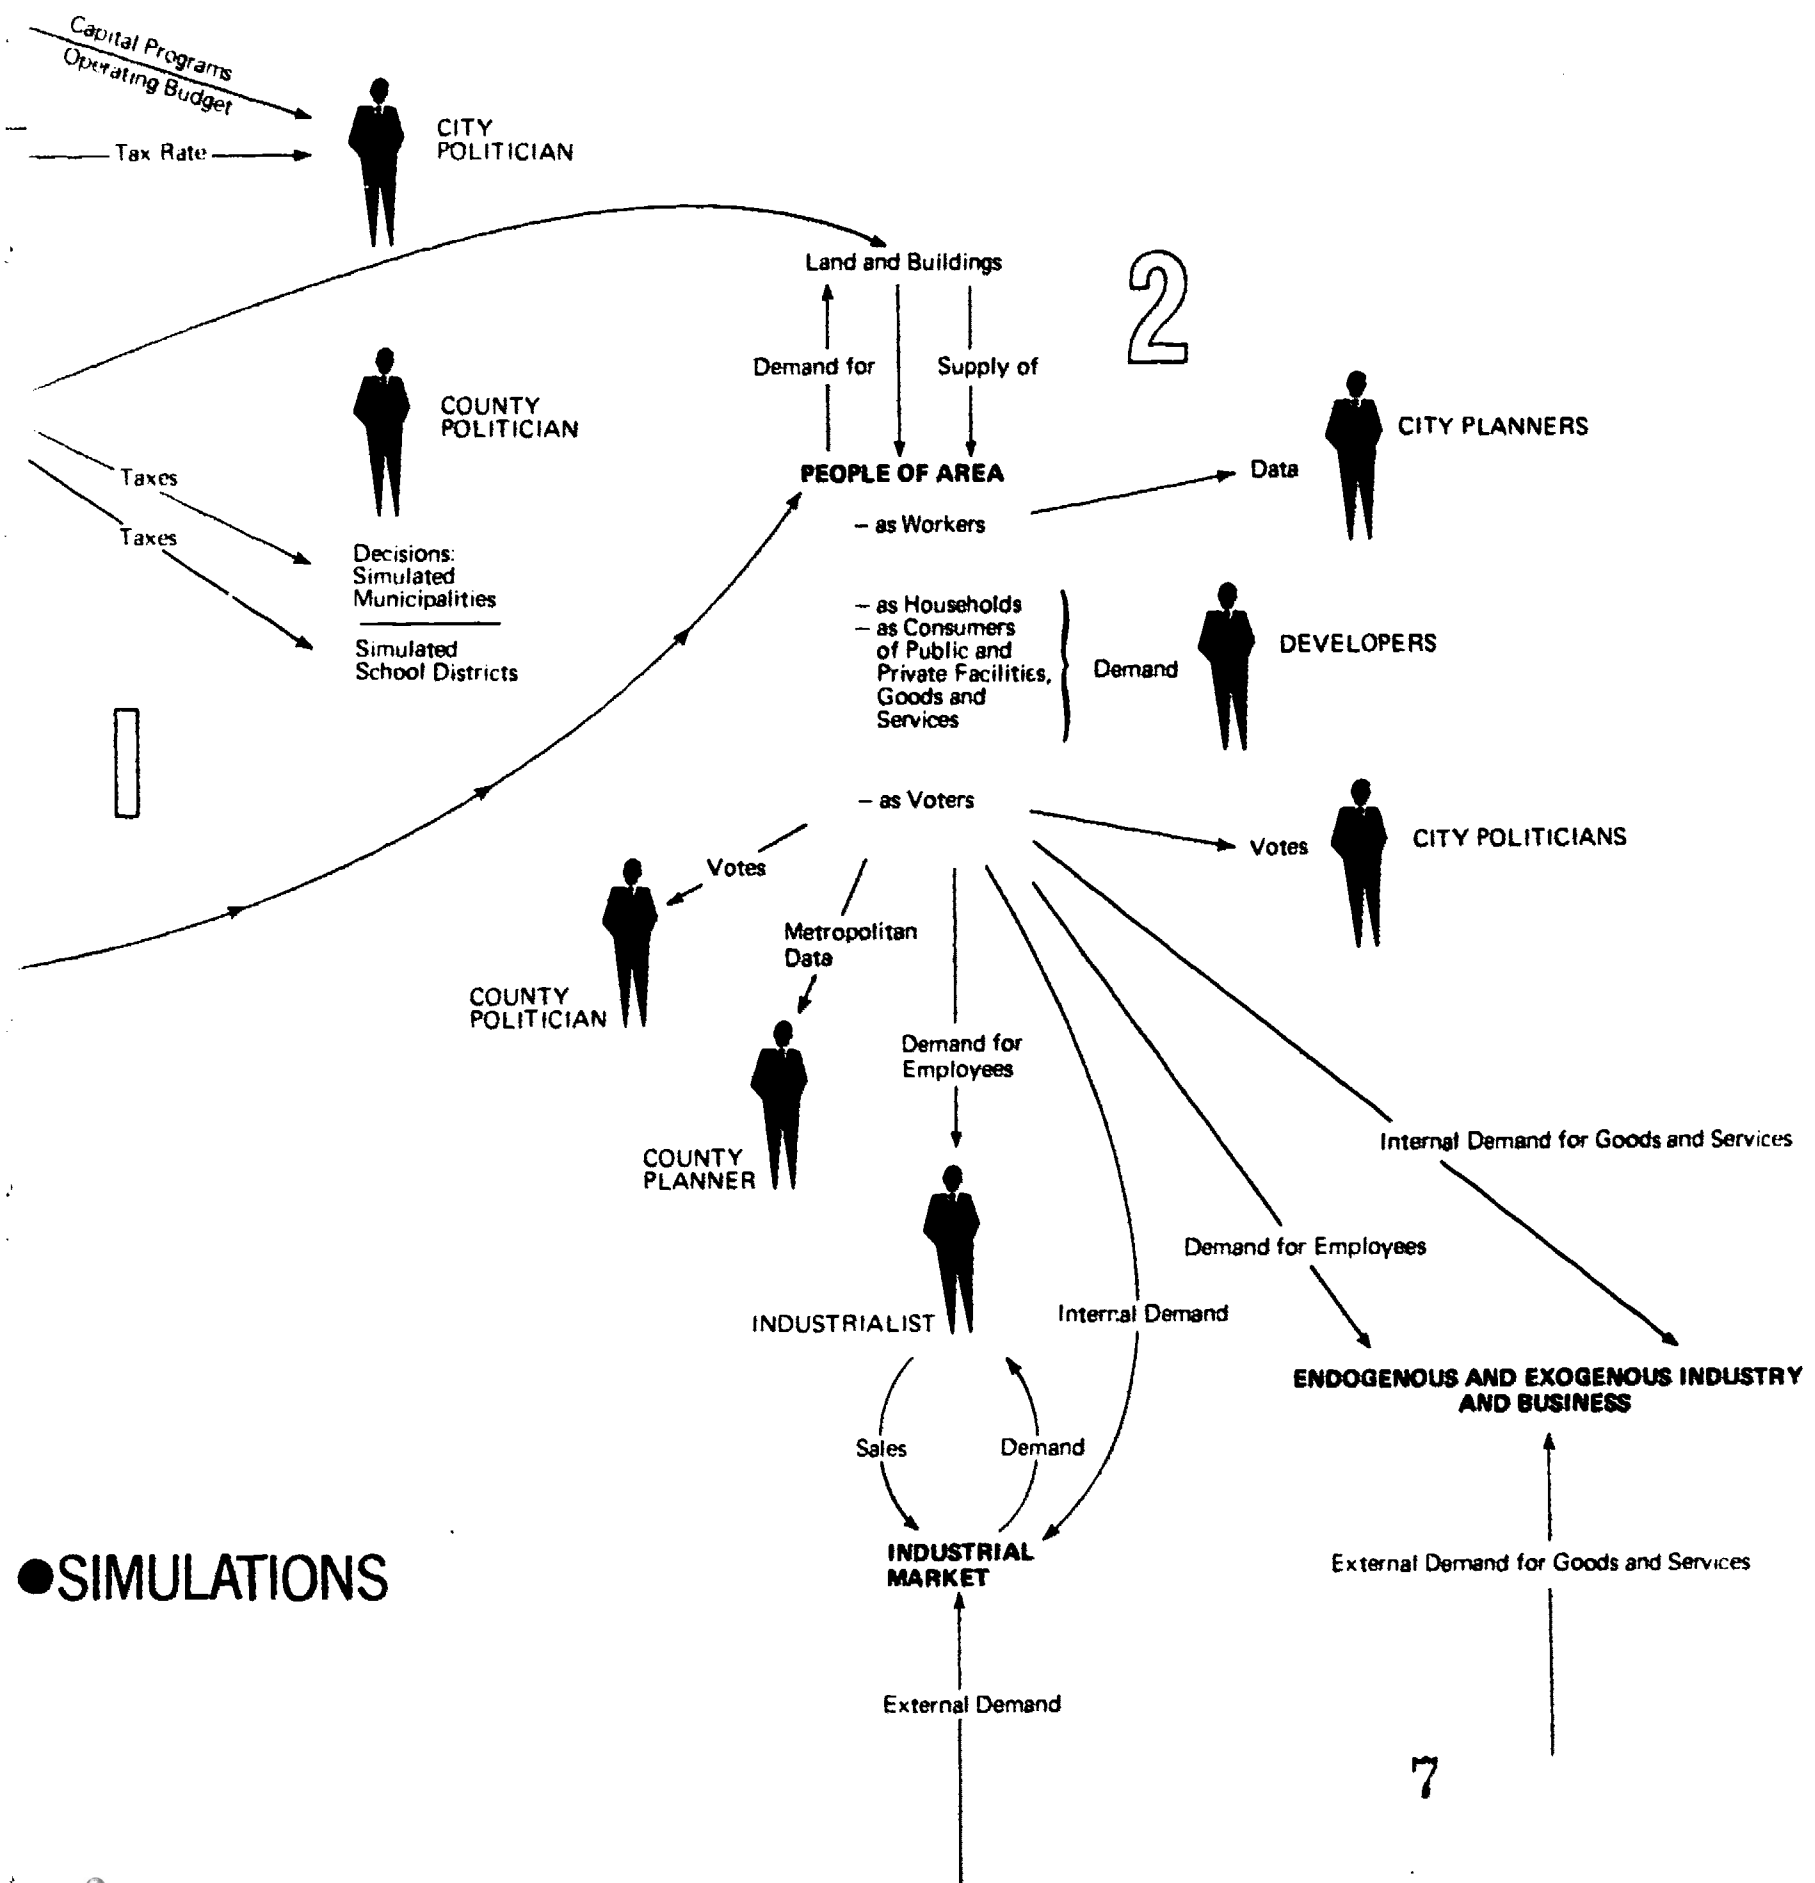 Capital Programs
Operating Budget
CITY
POLITICIAN
Tax Rate
Land and Buildings
2
Demand for
Supply of
COUNTY
POLITICIAN
CITY PLANNERS
Data
PEOPLE OF AREA
Taxes
– as Workers
Taxes
Decisions:
Simulated
Municipalities
Simulated
School Districts
– as Households
– as Consumers
of Public and
Private Facilities,
Goods and
Services
Demand
DEVELOPERS
– as Voters
Votes
CITY POLITICIANS
Votes
Metropolitan
Data
COUNTY
POLITICIAN
Demand for
Employees
COUNTY
PLANNER
Internal Demand for Goods and Services
Demand for Employees
INDUSTRIALIST
Internal Demand
ENDOGENOUS AND EXOGENOUS INDUSTRY
AND BUSINESS
Sales
Demand
INDUSTRIAL
MARKET
External Demand for Goods and Services
●SIMULATIONS
External Demand
7